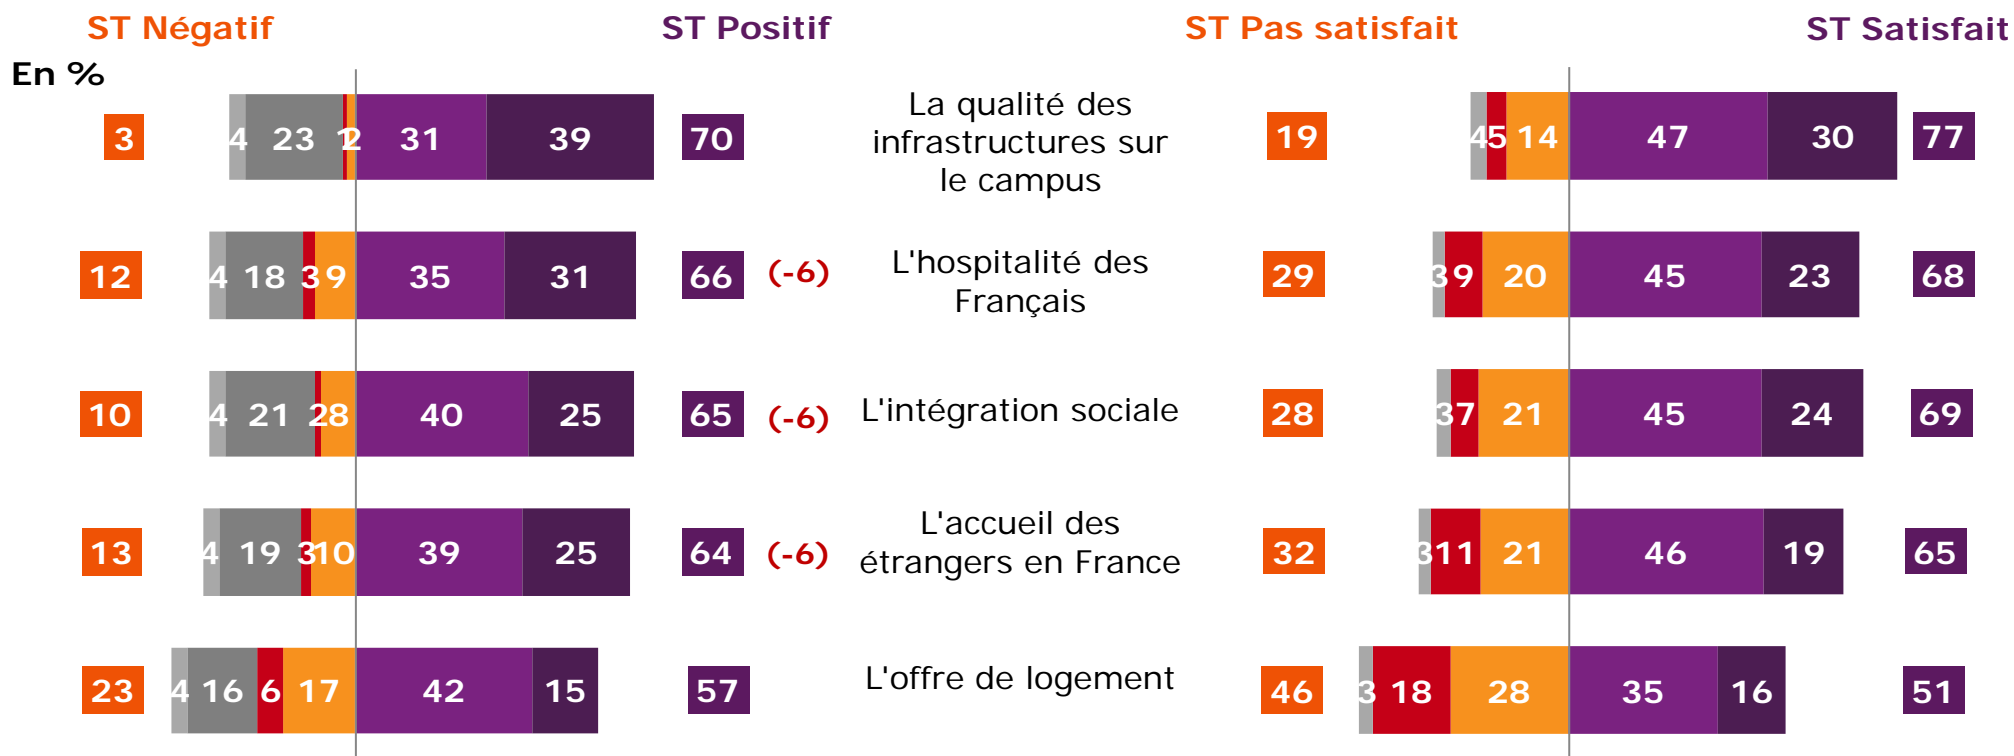 ST Négatif ST Positif ST Pas satisfait ST Satisfait
En %
3 4 23 1 2 31 39 70
La qualité des
infrastructures sur
le campus
19 4 5 14 47 30 77
12 4 18 3 9 35 31 66 (-6)
L'hospitalité des
Français
29 3 9 20 45 23 68
10 4 21 2 8 40 25 65 (-6)
L'intégration sociale
28 3 7 21 45 24 69
13 4 19 3 10 39 25 64 (-6)
L'accueil des
étrangers en France
32 3 11 21 46 19 65
23 4 16 6 17 42 15 57
L'offre de logement
46 3 18 28 35 16 51